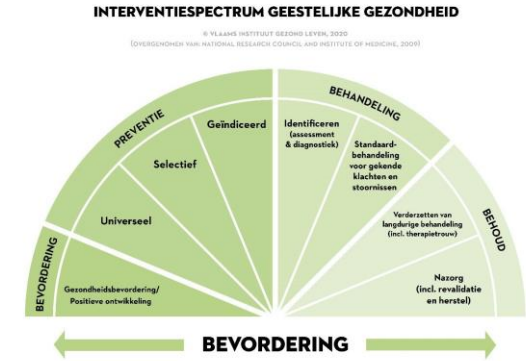 INTERVENTIESPECTRUM GEESTELIJKE GEZONDHEID
© VLAAMS INSTITUUT GEZOND LEVEN, 2020
(OVERGENOMEN VAN: NATIONAL RESEARCH COUNCIL AND INSTITUTE OF MEDICINE, 2009)
BEVORDERING
Gezondheidsbevordering/
Positieve ontwikkeling
PREVENTIE
Universeel
Selectief
Geïndiceerd
BEHANDELING
Identificeren
(assessment
& diagnostiek)
Standaard-
behandeling
voor gekende
klachten en
stoornissen
BEHOUD
Verderzetten van
langdurige behandeling
(incl. therapietrouw)
Nazorg
(incl. revalidatie
en herstel)
BEVORDERING